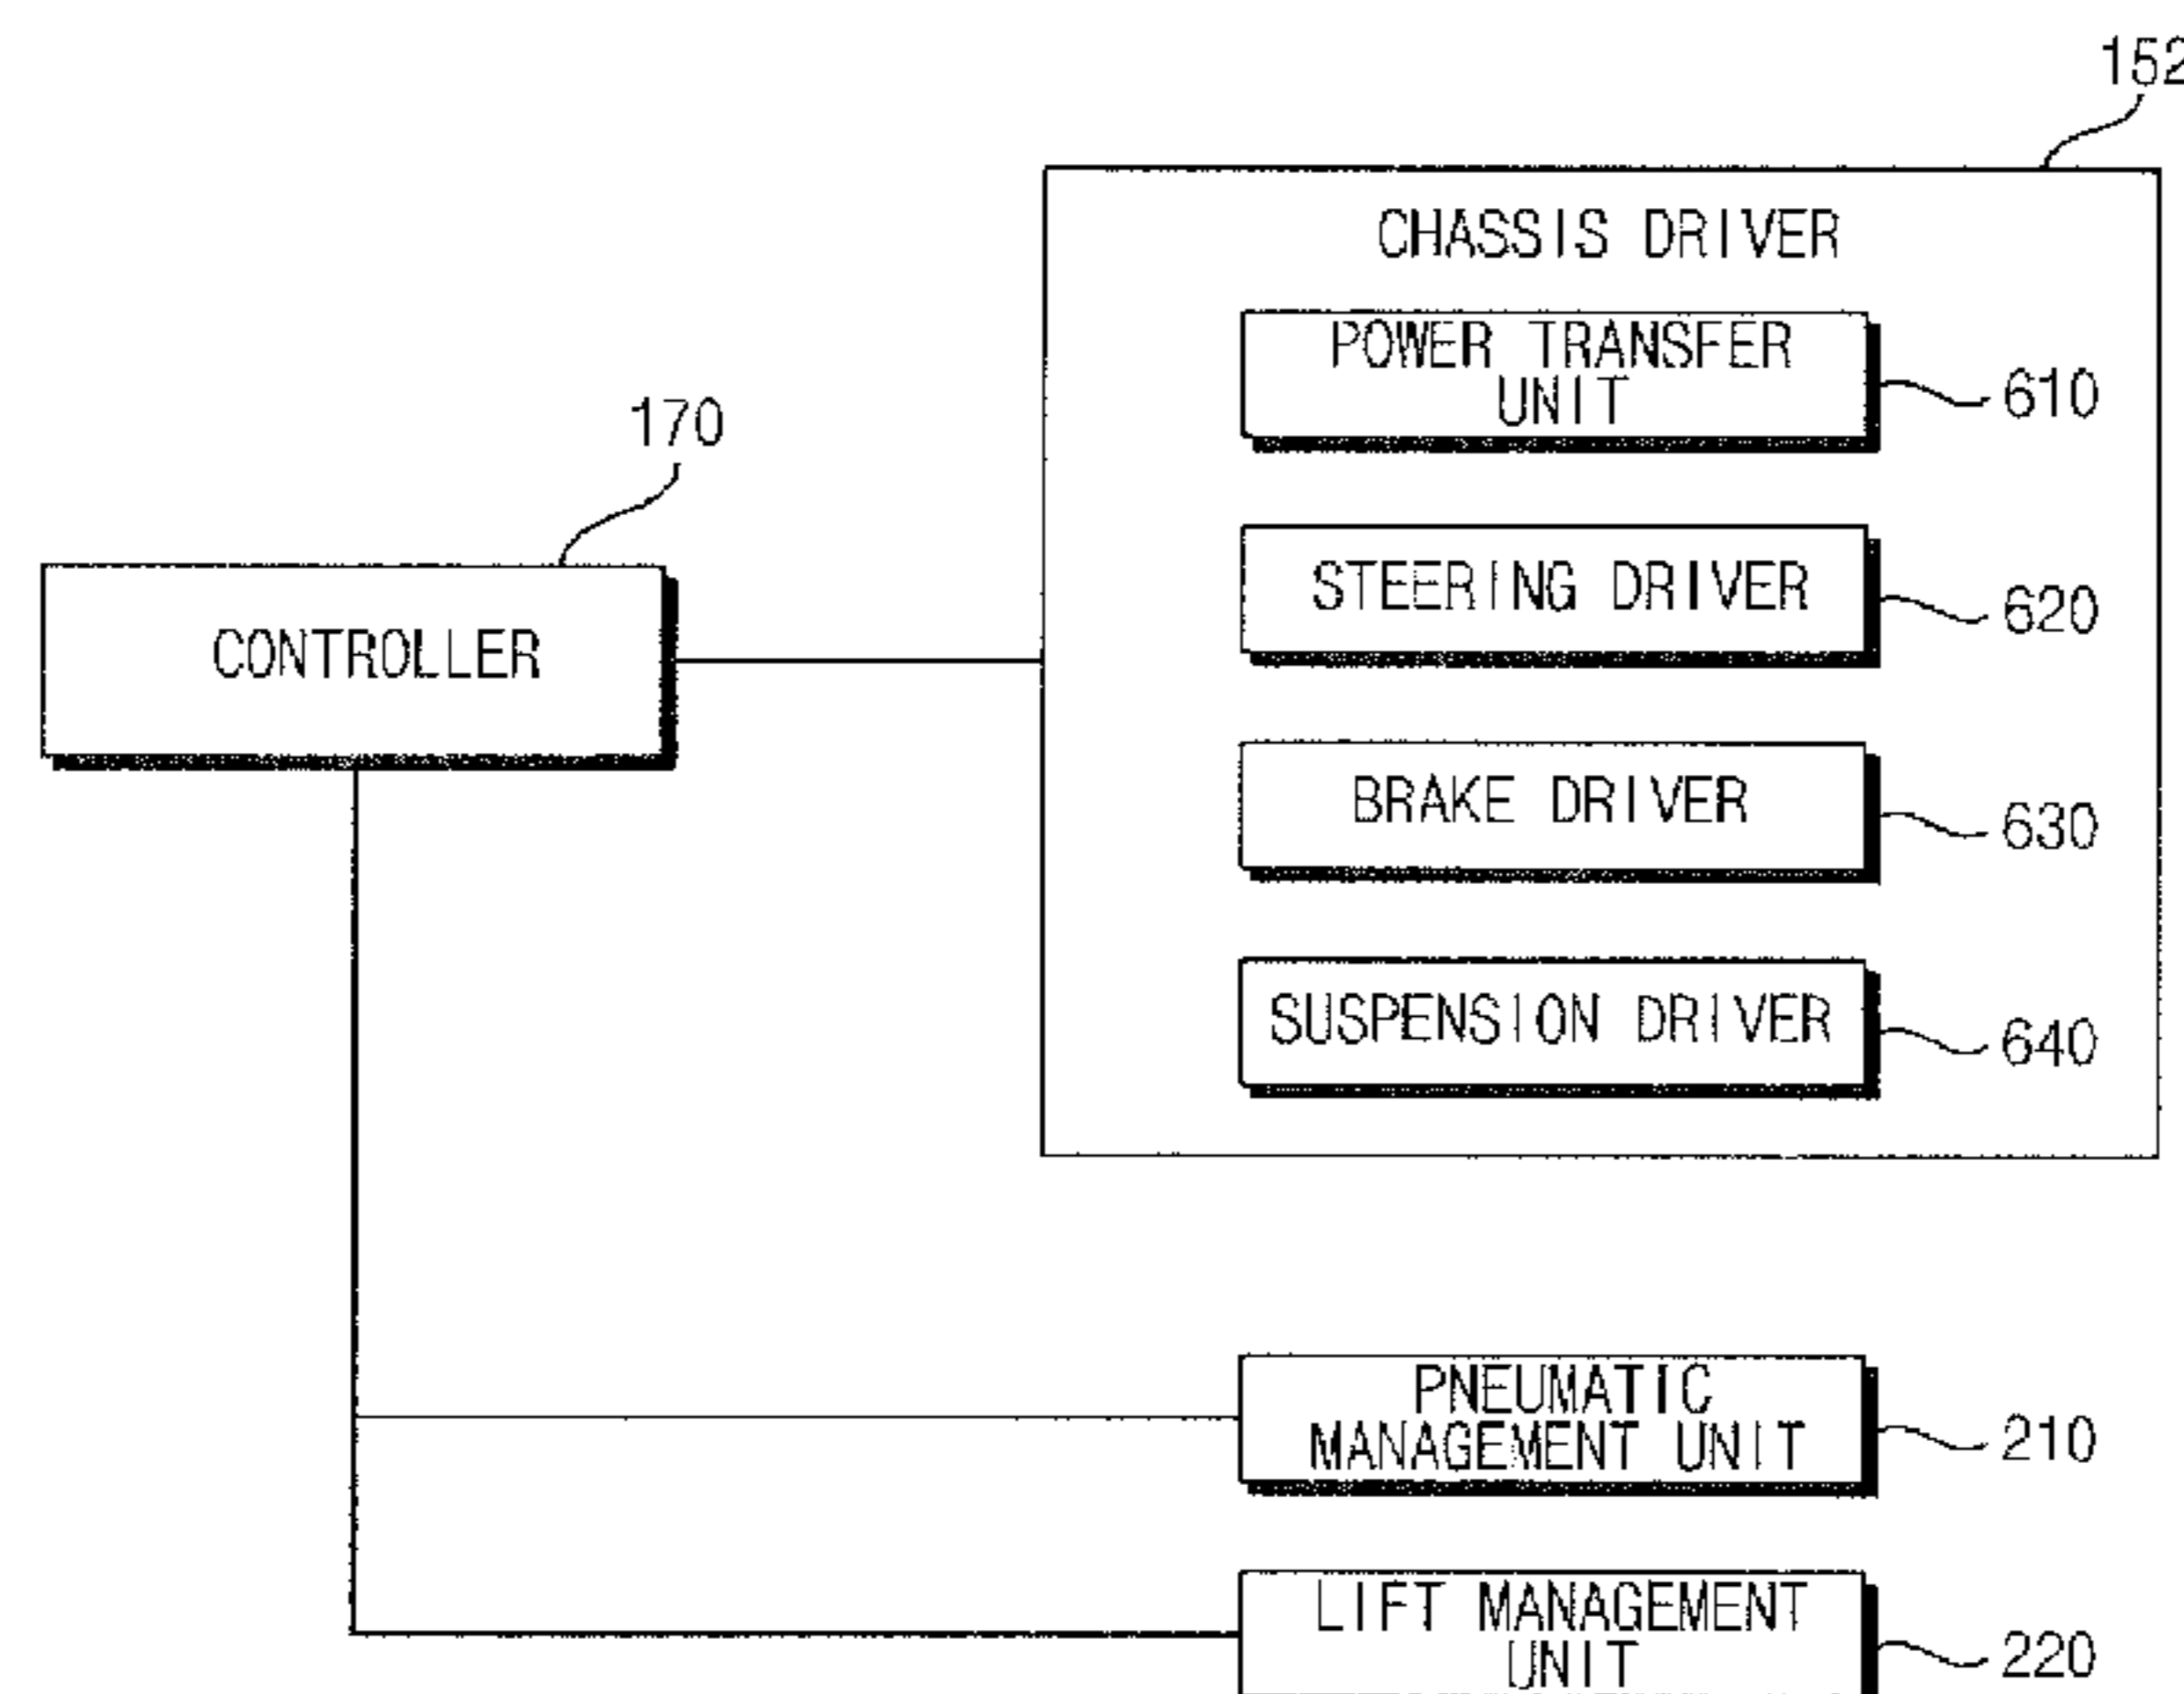 152
CHASSIS DRIVER
POWER TRANSFER
UNIT
610
170
STEERING DRIVER
620
CONTROLLER
BRAKE DRIVER
630
SUSPENSION DRIVER
640
PNEUMATIC
MANAGEMENT UNIT
210
LIFT MANAGEMENT
UNIT
220